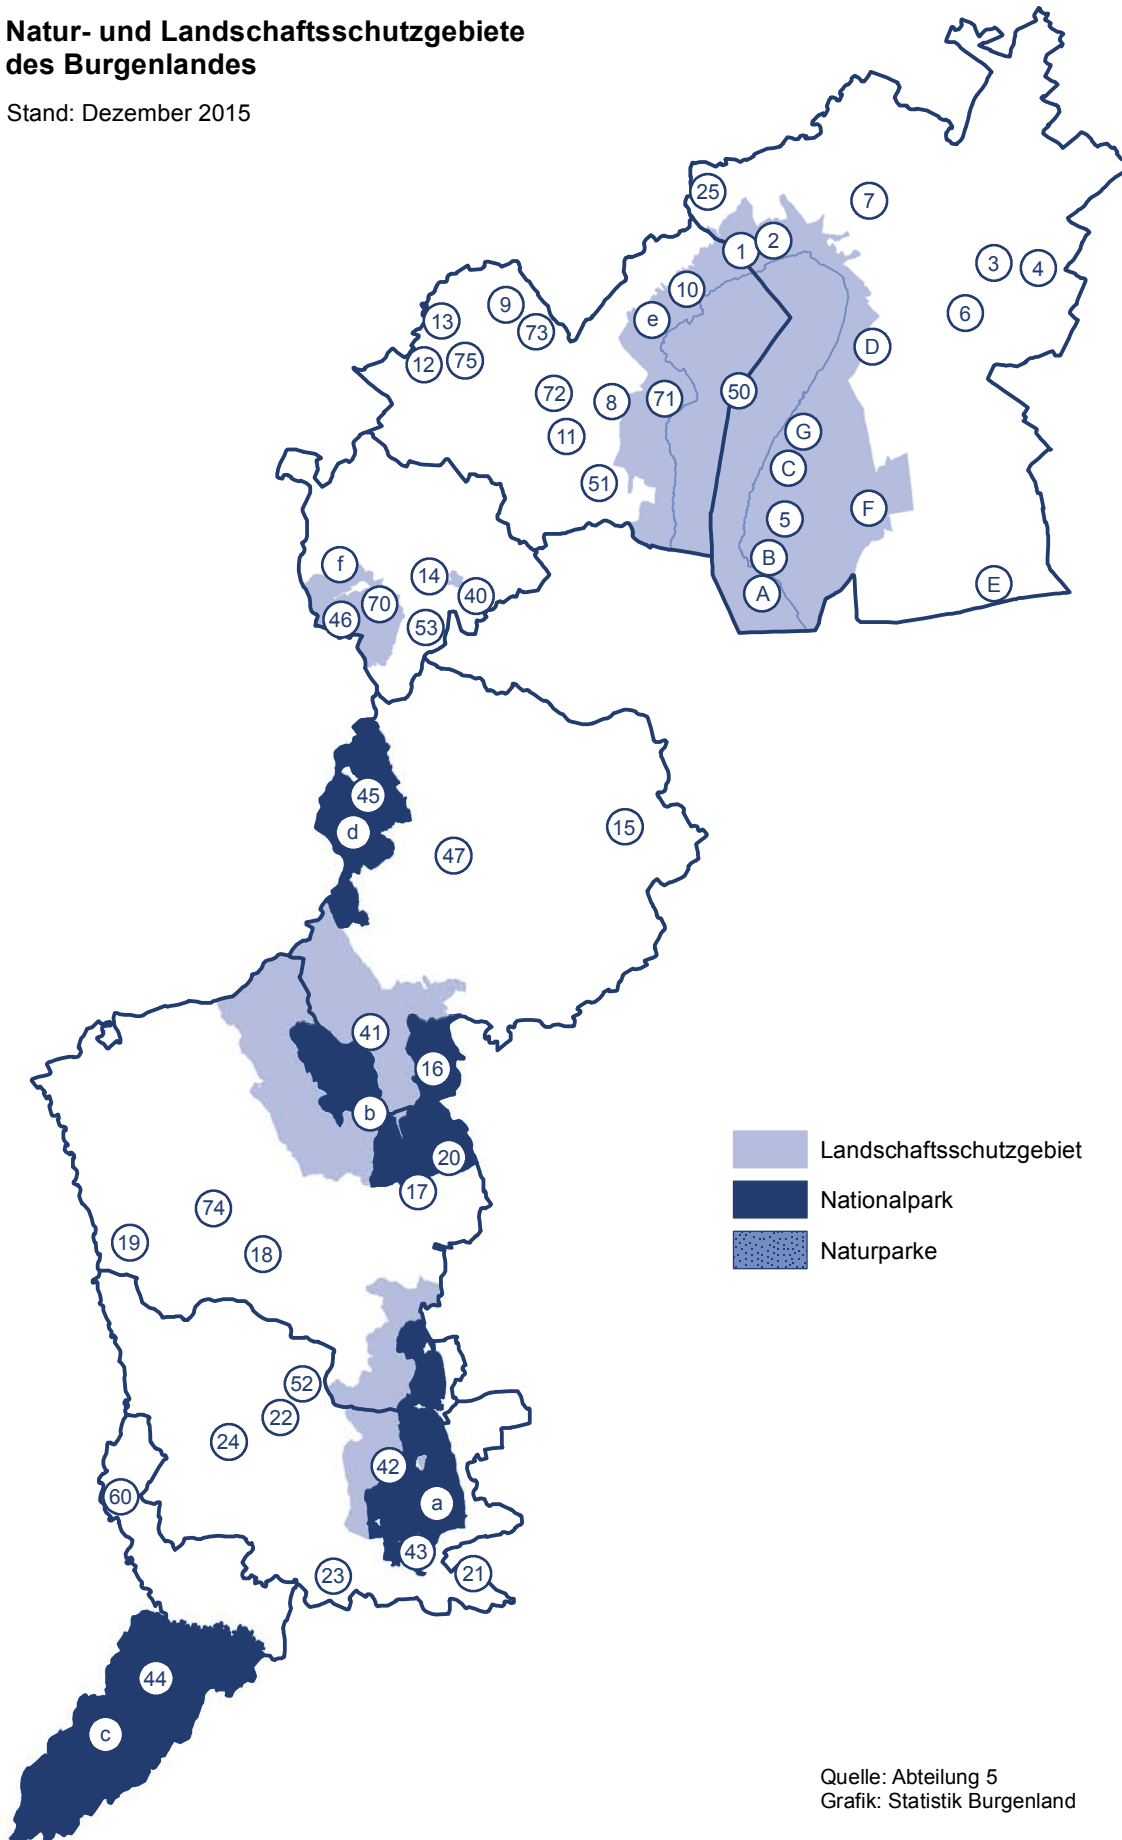 Natur- und Landschaftsschutzgebiete
des Burgenlandes
Stand: Dezember 2015
25
7
2
1
3
4
10
9
6
13
e
73
D
12
75
50
72
71
8
G
11
C
51
F
5
B
f
14
E
A
40
70
46
53
45
15
d
47
41
16
b
20
17
74
19
18
52
22
24
42
60
a
43
21
23
44
c
Landschaftsschutzgebiet
Nationalpark
Naturparke
Quelle: Abteilung 5
Grafik: Statistik Burgenland